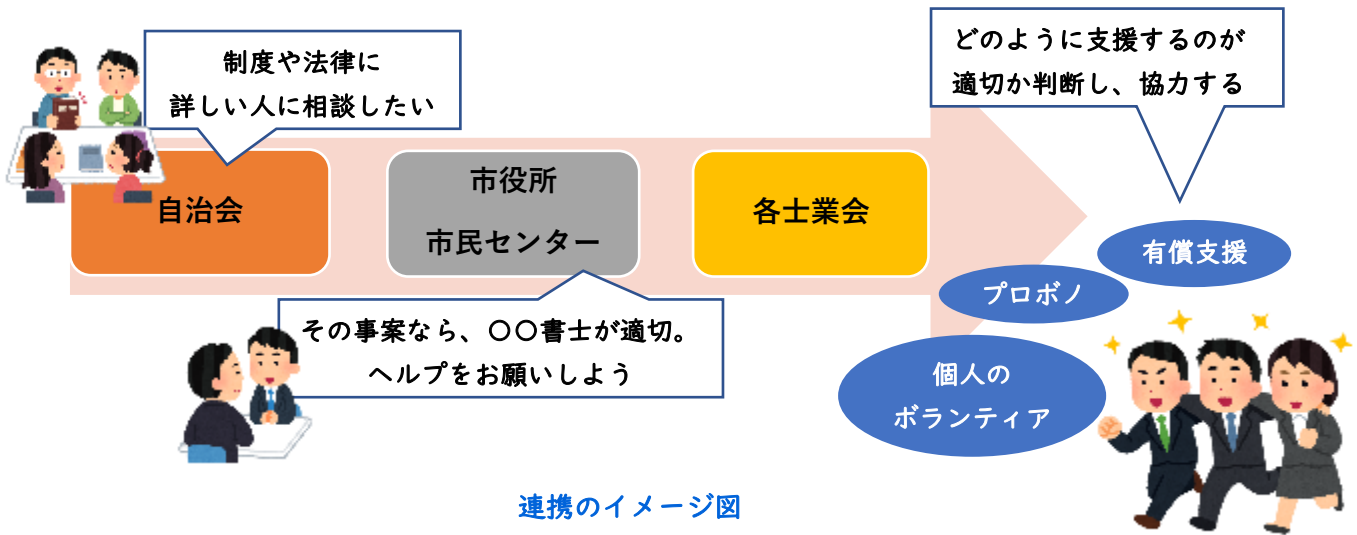 制度や法律に
詳しい人に相談したい
どのように支援するのが
適切か判断し、協力する
自治会
市役所
市民センター
各士業会
有償支援
プロボノ
個人の
ボランティア
その事案なら、〇〇書士が適切。
ヘルプをお願いしよう
連携のイメージ図